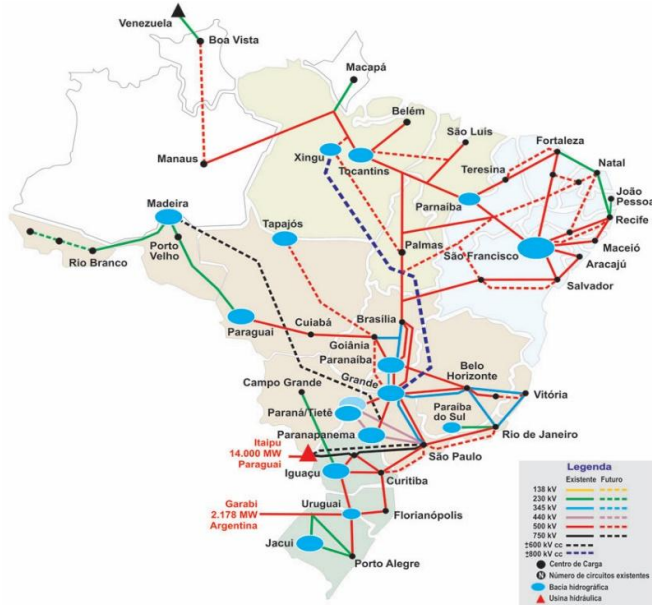 Venezuela
Boa Vista
Macapá
Belém
São Luís
Fortaleza
Xingu
Tocantins
Teresina
Natal
Manaus
João
Pessoa
Parnaíba
Recife
Madeira
Tapajós
Palmas
São Francisco
Maceió
Porto
Velho
Aracajú
Rio Branco
Salvador
Brasília
Cuiabá
Paraguai
Goiânia
Paranaíba
Belo
Horizonte
Campo Grande
Grande
Vitória
Paraíba
do Sul
Paraná/Tietê
Paranapanema
Rio de Janeiro
Itaipu
14.000 MW
Paraguai
São Paulo
Iguaçu
Curitiba
Garabi
2.178 MW
Argentina
Uruguai
Florianópolis
Jacui
Porto Alegre
Legenda
Existente Futuro
138 kV
230 kV
345 kV
440 kV
500 kV
750 kV
±600 kV cc
±800 kV cc
Centro de Carga
N Número de circuitos existentes
Bacia hidrográfica
Usina hidráulica